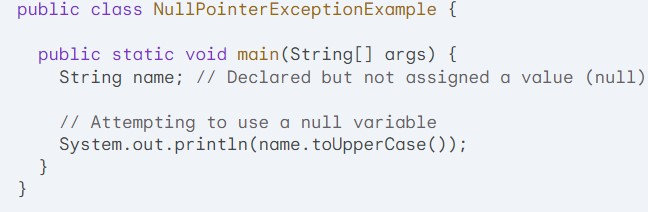 public class NullPointerExceptionExample {
public static void main(String[] args) {
String name; // Declared but not assigned a value (null)
// Attempting to use a null variable
System.out.println(name.toUpperCase());
}
}